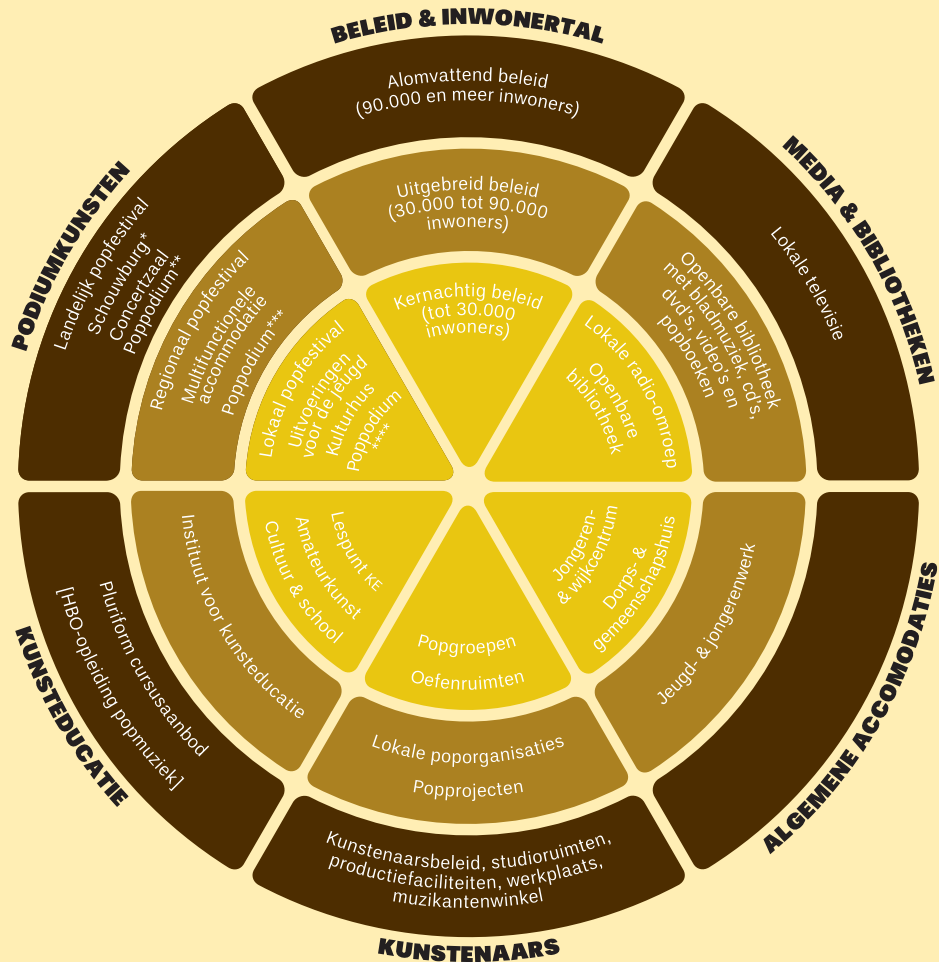 BELEID & INWONERTAL
Alomvattend beleid
(90.000 en meer inwoners)
Uitgebreid beleid
(30.000 tot 90.000
inwoners)
Kernachtig beleid
(tot 30.000
inwoners)
MEDIA & BIBLIOTHEKEN
Lokale televisie
Openbare bibliotheek
met bladmuziek, cd's,
dvd's, video's en
popboeken
Lokale radio-omroep
Openbare
bibliotheek
ALGEMENE ACCOMODATIES
Jeugd- & jongerenwerk
Jongeren-
& wijkcentrum
Dorps- &
gemeenschapshuis
KUNSTENAARS
Popgroepen
Oefenruimten
Lokale poporganisaties
Popprojecten
Kunstenaarsbeleid, studioruimten,
productiefaciliteiten, werkplaats,
muzikantenwinkel
KUNSTEDUCATIE
Pluriform cursusaanbod
[HBO-opleiding popmuziek]
Instituut voor kunsteducatie
Lespunt KE
Amateurkunst
Cultuur & school
PODIUMKUNSTEN
Landelijk popfestival
Schouwburg*
Concertzaal
Poppodium**
Regionaal popfestival
Multifunctionele
accommodatie
Poppodium***
Lokaal popfestival
Uitvoeringen
voor de jeugd
Kulturhus
Poppodium
****